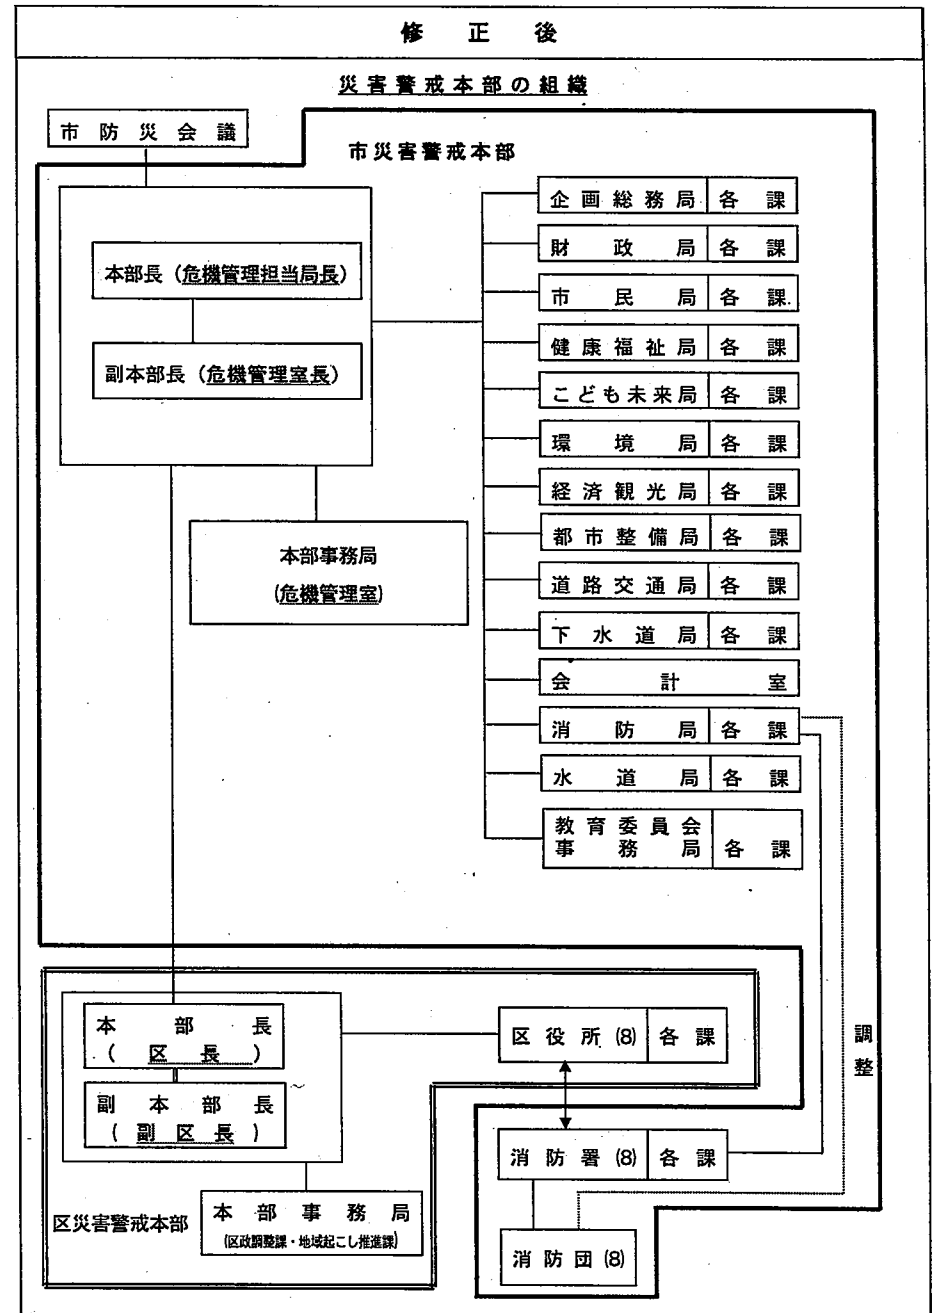 修正後
災害警戒本部の組織
市防災会議
市災害警戒本部
本部長（危機管理担当局長）
副本部長（危機管理室長）
本部事務局
(危機管理室)
企画総務局 各課
財政局 各課
市民局 各課
健康福祉局 各課
こども未来局 各課
環境局 各課
経済観光局 各課
都市整備局 各課
道路交通局 各課
下水道局 各課
会計室
消防局 各課
水道局 各課
教育委員会
事務局 各課
本部長
（区長）
副本部長
（副区長）
区災害警戒本部
本部事務局
(区政調整課・地域起こし推進課)
区役所(8) 各課
消防署(8) 各課
消防団(8)
調整